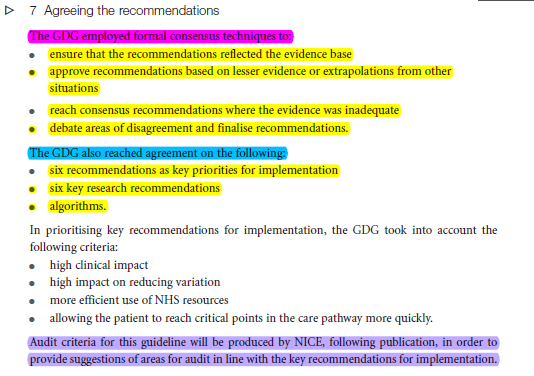 ▷ 7 Agreeing the recommendations
The GDG employed formal consensus techniques to:
● ensure that the recommendations reflected the evidence base
● approve recommendations based on lesser evidence or extrapolations from other
situations
● reach consensus recommendations where the evidence was inadequate
● debate areas of disagreement and finalise recommendations.
The GDG also reached agreement on the following:
● six recommendations as key priorities for implementation
● six key research recommendations
● algorithms.
In prioritising key recommendations for implementation, the GDG took into account the
following criteria:
● high clinical impact
● high impact on reducing variation
● more efficient use of NHS resources
● allowing the patient to reach critical points in the care pathway more quickly.
Audit criteria for this guideline will be produced by NICE, following publication, in order to
provide suggestions of areas for audit in line with the key recommendations for implementation.